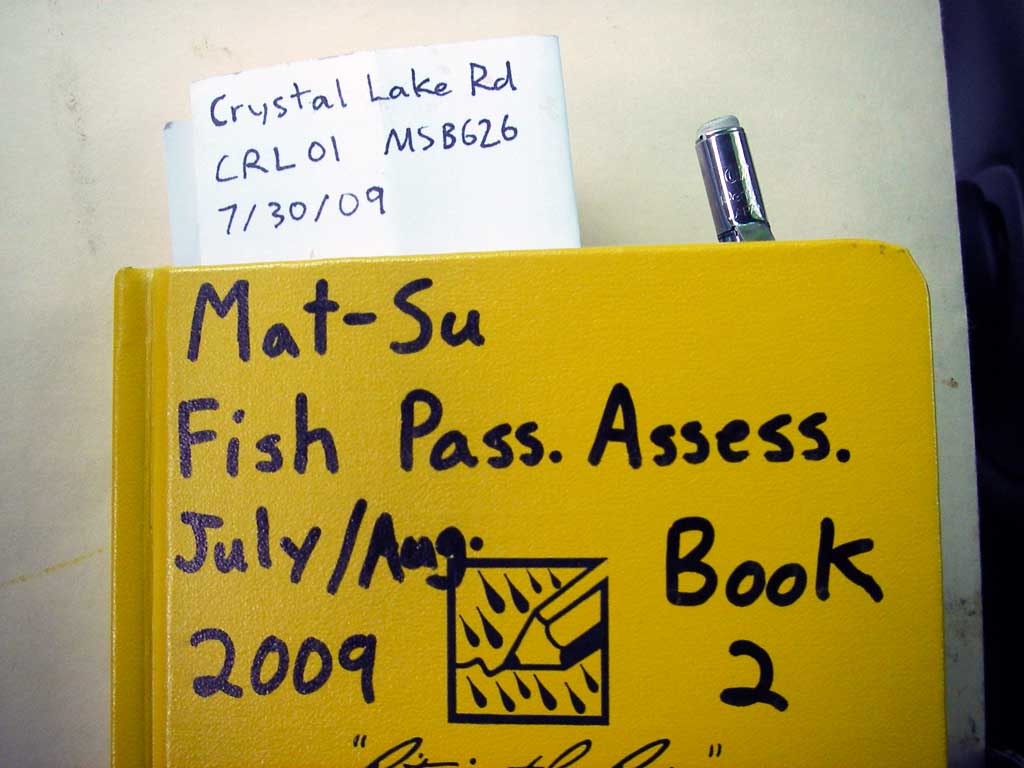 Crystal Lake Rd
CRL01 MSB626
7/30/09
Mat-Su
Fish Pass. Assess.
July/Aug.
2009
Book
2